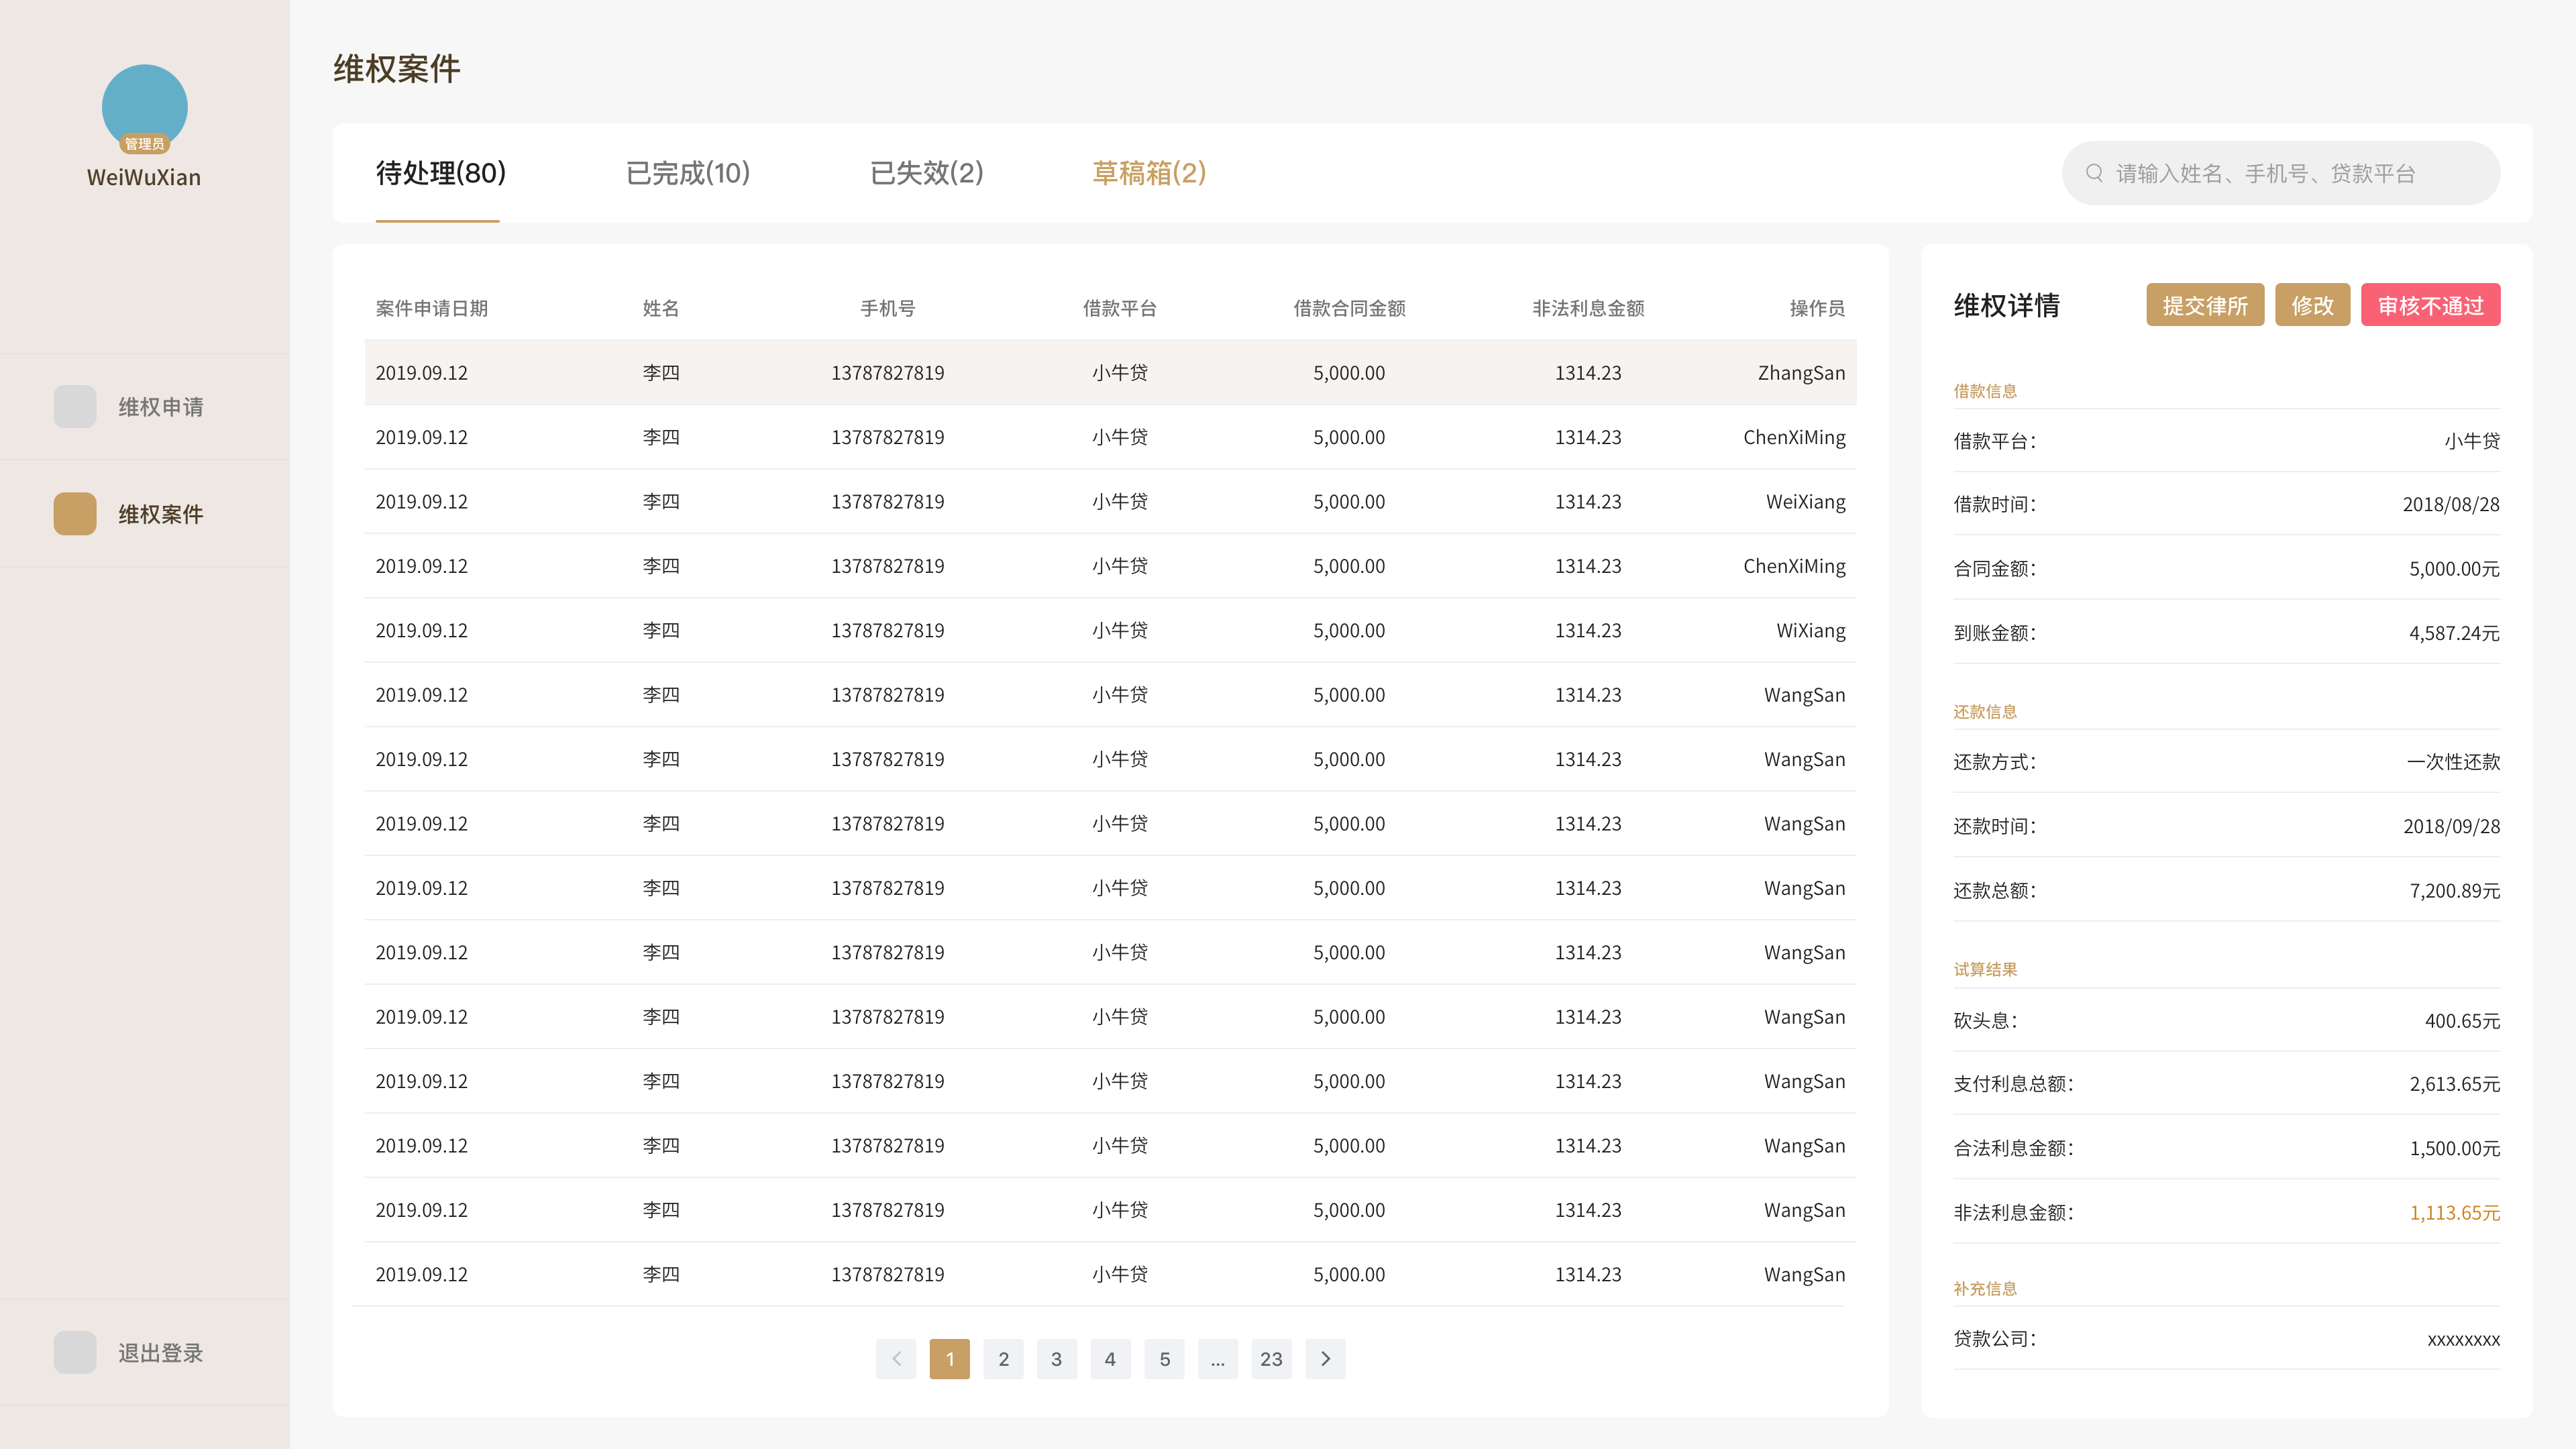 管理员
WeiWuXian
维权申请
维权案件
退出登录
维权案件
待处理(80) 已完成(10) 已失效(2) 草稿箱(2) 请输入姓名、手机号、贷款平台
案件申请日期 姓名 手机号 借款平台 借款合同金额 非法利息金额 操作员
2019.09.12 李四 13787827819 小牛贷 5,000.00 1314.23 ZhangSan
2019.09.12 李四 13787827819 小牛贷 5,000.00 1314.23 ChenXiMing
2019.09.12 李四 13787827819 小牛贷 5,000.00 1314.23 WeiXiang
2019.09.12 李四 13787827819 小牛贷 5,000.00 1314.23 ChenXiMing
2019.09.12 李四 13787827819 小牛贷 5,000.00 1314.23 WiXiang
2019.09.12 李四 13787827819 小牛贷 5,000.00 1314.23 WangSan
2019.09.12 李四 13787827819 小牛贷 5,000.00 1314.23 WangSan
2019.09.12 李四 13787827819 小牛贷 5,000.00 1314.23 WangSan
2019.09.12 李四 13787827819 小牛贷 5,000.00 1314.23 WangSan
2019.09.12 李四 13787827819 小牛贷 5,000.00 1314.23 WangSan
2019.09.12 李四 13787827819 小牛贷 5,000.00 1314.23 WangSan
2019.09.12 李四 13787827819 小牛贷 5,000.00 1314.23 WangSan
2019.09.12 李四 13787827819 小牛贷 5,000.00 1314.23 WangSan
2019.09.12 李四 13787827819 小牛贷 5,000.00 1314.23 WangSan
2019.09.12 李四 13787827819 小牛贷 5,000.00 1314.23 WangSan
1 2 3 4 5 ... 23
维权详情 提交律所 修改 审核不通过
借款信息
借款平台： 小牛贷
借款时间： 2018/08/28
合同金额： 5,000.00元
到账金额： 4,587.24元
还款信息
还款方式： 一次性还款
还款时间： 2018/09/28
还款总额： 7,200.89元
试算结果
砍头息： 400.65元
支付利息总额： 2,613.65元
合法利息金额： 1,500.00元
非法利息金额： 1,113.65元
补充信息
贷款公司： xxxxxxxx